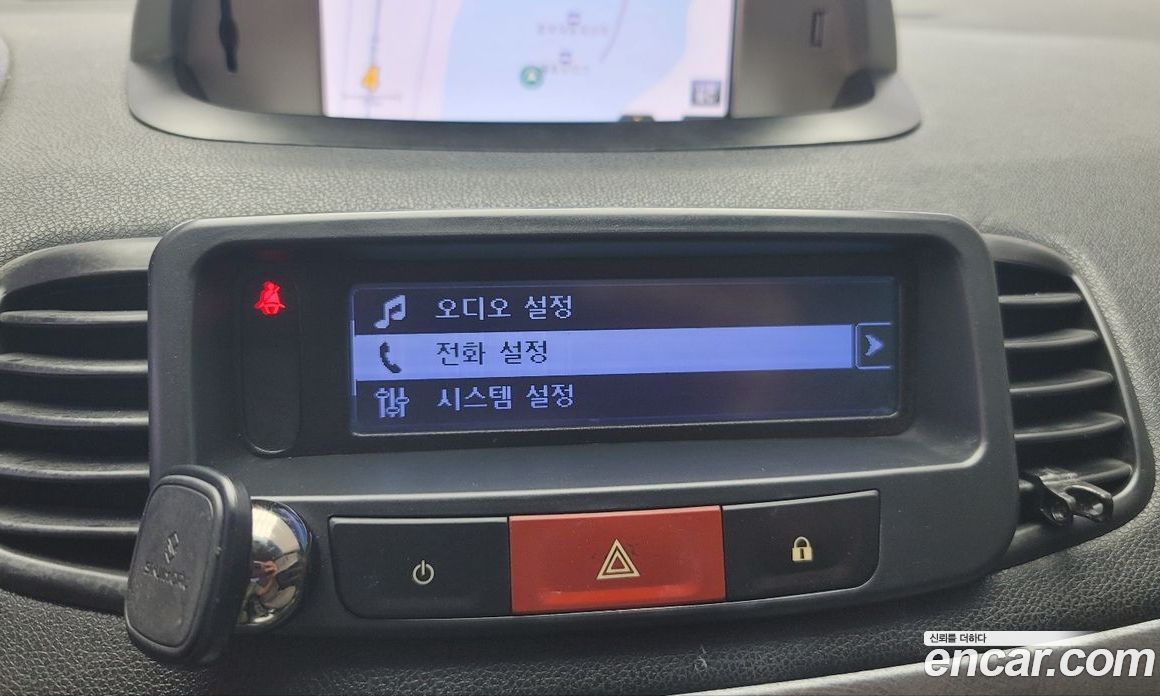 오디오 설정
전화 설정
시스템 설정
신뢰를 더하다
encar.com